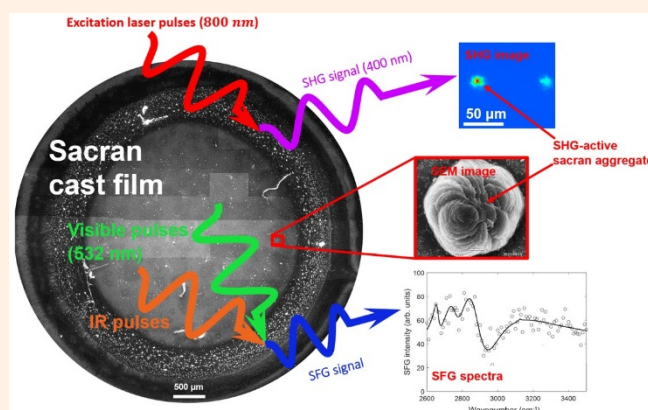 Excitation laser pulses (800 nm)
SHG signal (400 nm)
SHG image
50 µm
SHG-active
sacran aggregate
Sacran
cast film
SEM image
Visible pulses
(532 nm)
IR pulses
SFG signal
500 µm
SFG intensity (arb. units)
100
80
60
40
20
0
SFG spectra
2600
2800
3000
3200
3400